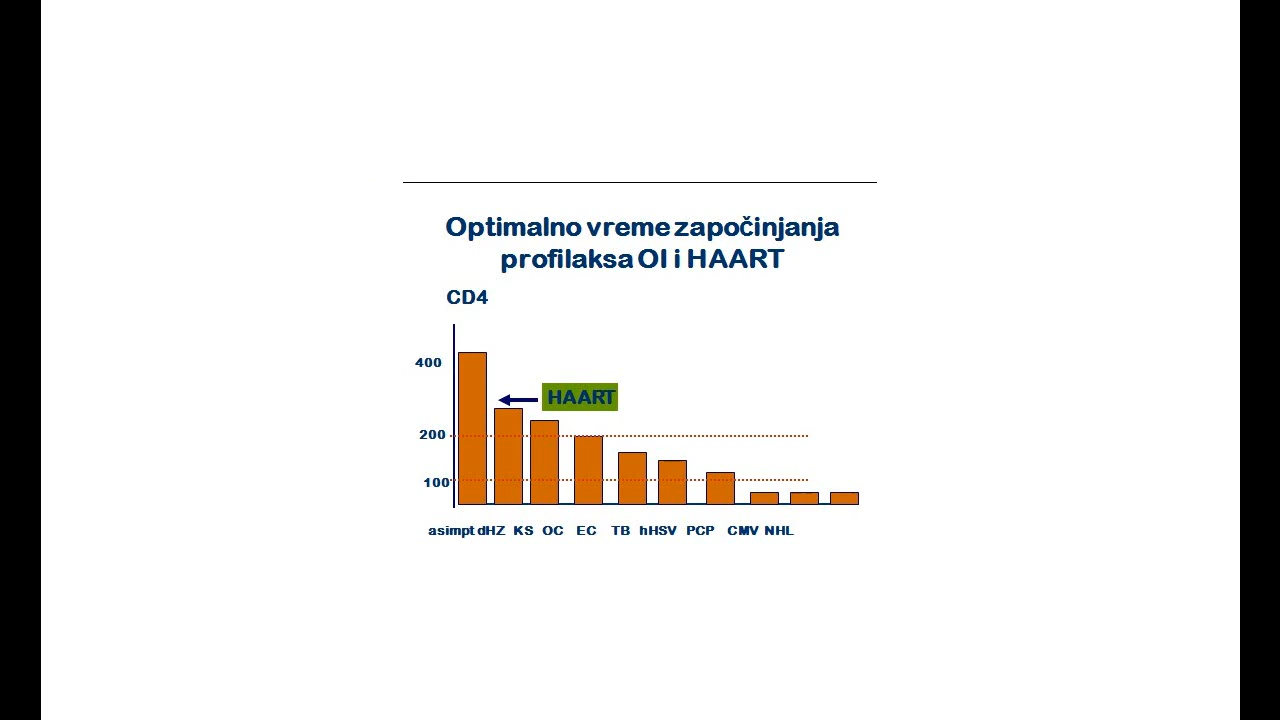 Optimalno vreme započinjanja
profilaksa OI i HAART
CD4
400
HAART
200
100
asimpt dHZ KS OC EC TB hHSV PCP CMV NHL